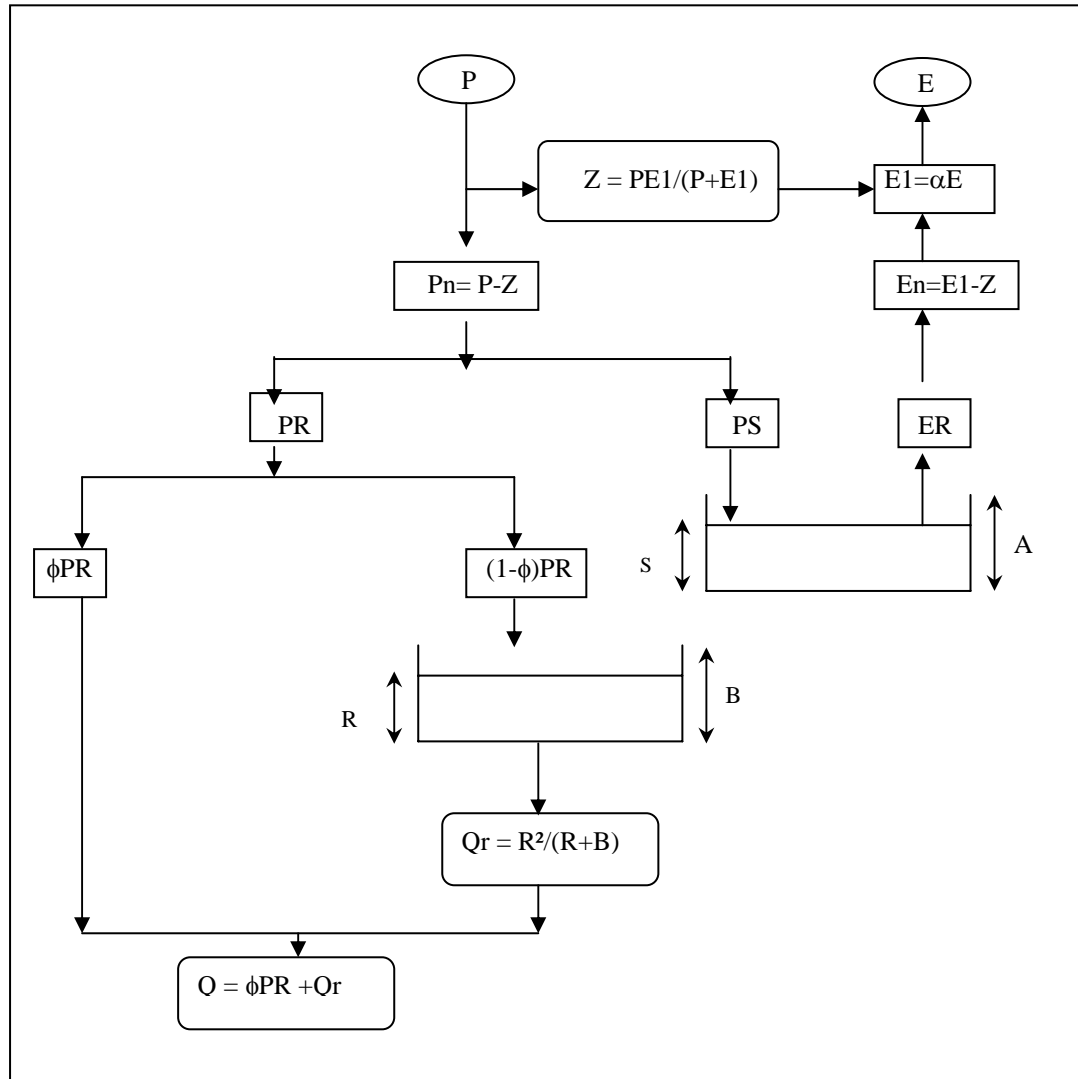 P
E
Z = PE1/(P+E1)
E1=αE
Pn= P-Z
En=E1-Z
PR
PS
ER
ϕPR
(1-ϕ)PR
S
A
R
B
Qr = R²/(R+B)
Q = ϕPR +Qr